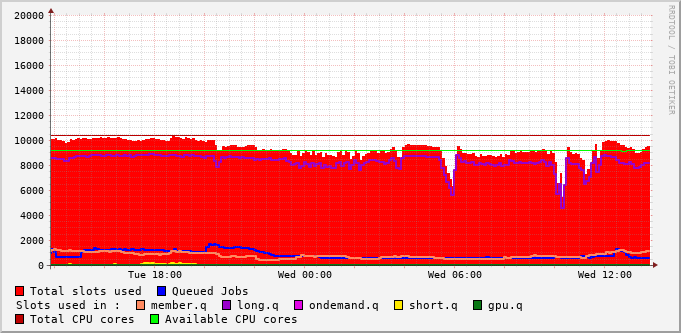 20000
18000
16000
14000
12000
10000
8000
6000
4000
2000
0
Tue 18:00 Wed 00:00 Wed 06:00 Wed 12:00
Total slots used Queued Jobs
Slots used in : member.q long.q ondemand.q short.q gpu.q
Total CPU cores Available CPU cores
RRDTOOL / TOBI OETIKER